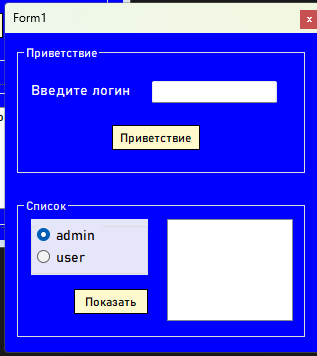 Form1
x
Приветствие
Введите логин
Приветствие
Список
admin
user
Показать